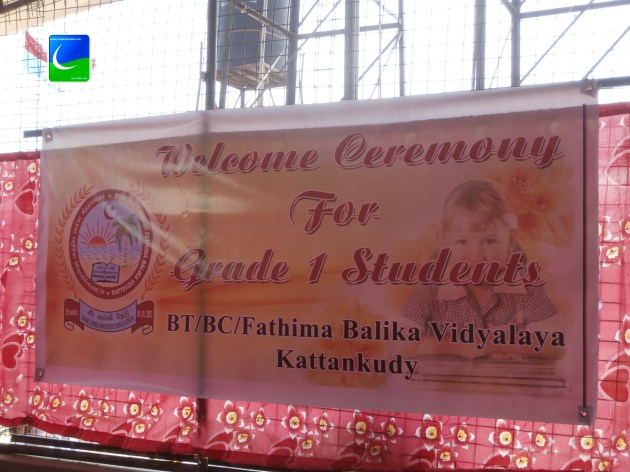 Welcome Ceremony
For
Grade 1 Students
BT/BC/Fathima Balika Vidyalaya
Kattankudy